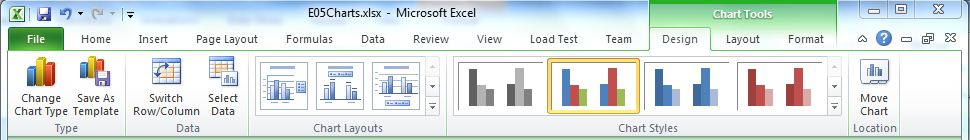 E05Charts.xlsx - Microsoft Excel
Chart Tools
File Home Insert Page Layout Formulas Data Review View Load Test Team Design Layout Format
Change Chart Type
Save As Template
Switch Row/Column
Select Data
Move Chart
Type Data Chart Layouts Chart Styles Location